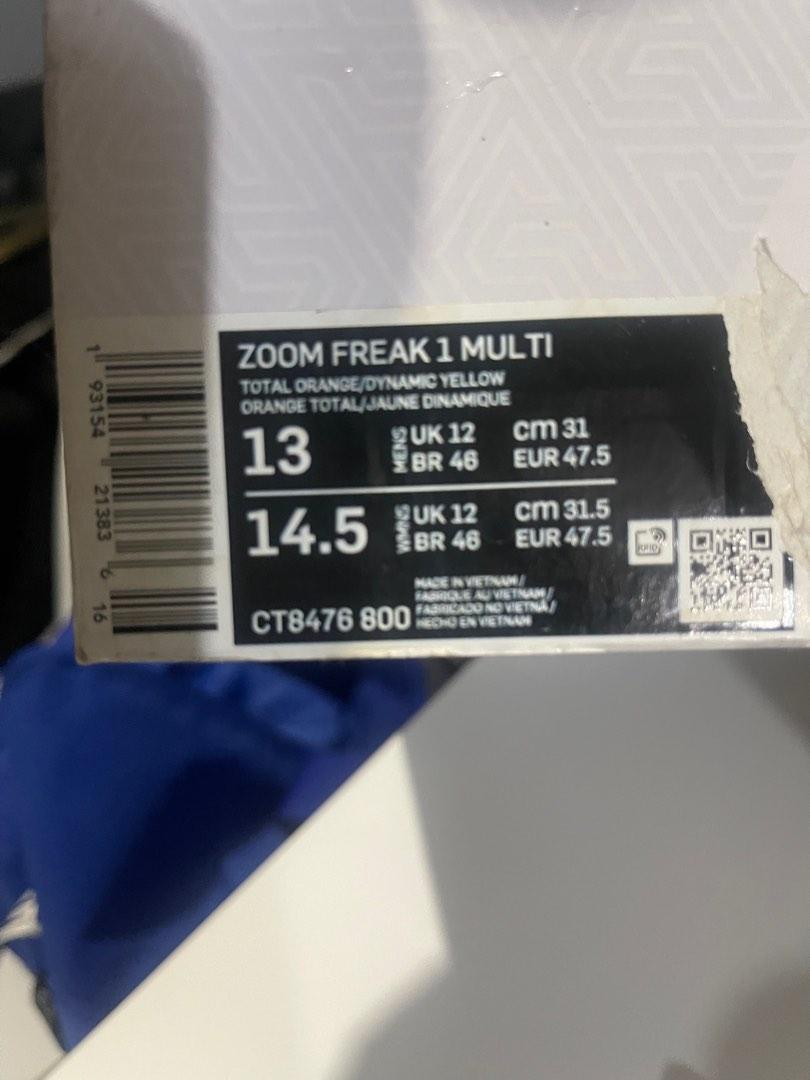 ZOOM FREAK 1 MULTI
TOTAL ORANGE/DYNAMIC YELLOW
ORANGE TOTAL/JAUNE DINAMIQUE
13
MENS
UK 12
cm 31
BR 46
EUR 47.5
14.5
WMNS
UK 12
cm 31.5
BR 46
EUR 47.5
RFID
CT8476 800
MADE IN VIETNAM /
FABRIQUE AU VIETNAM /
FABRICADO NO VIETNÃ /
HECHO EN VIETNAM
1 93154 21383 6 16